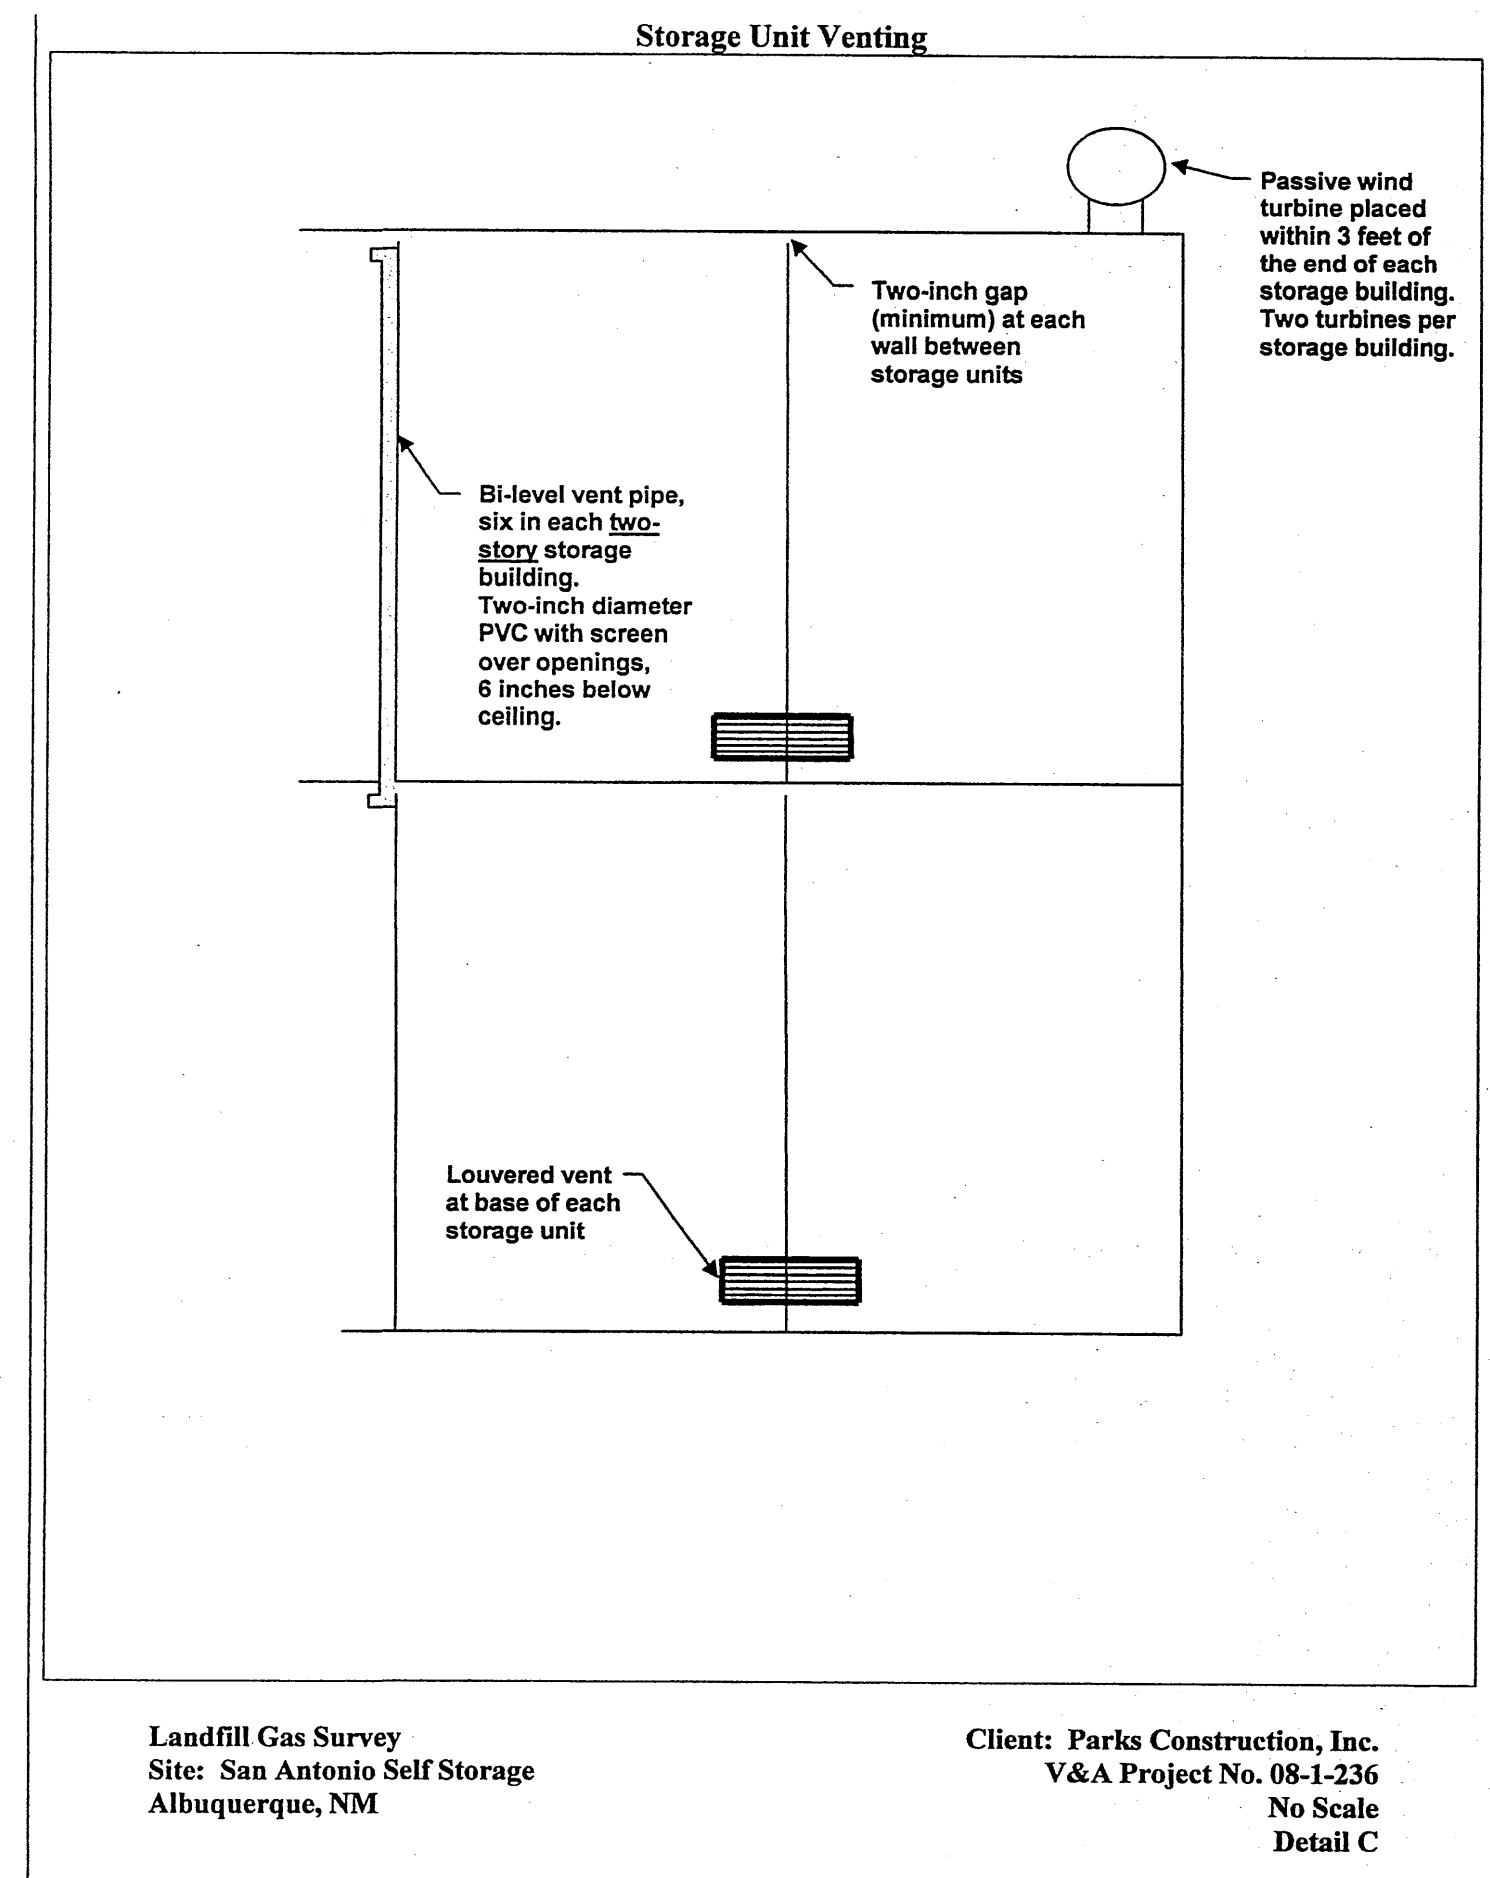 Storage Unit Venting
Passive wind
turbine placed
within 3 feet of
the end of each
storage building.
Two turbines per
storage building.
Two-inch gap
(minimum) at each
wall between
storage units
Bi-level vent pipe,
six in each two-
story storage
building.
Two-inch diameter
PVC with screen
over openings,
6 inches below
ceiling.
Louvered vent
at base of each
storage unit
Landfill Gas Survey
Site: San Antonio Self Storage
Albuquerque, NM
Client: Parks Construction, Inc.
V&A Project No. 08-1-236
No Scale
Detail C